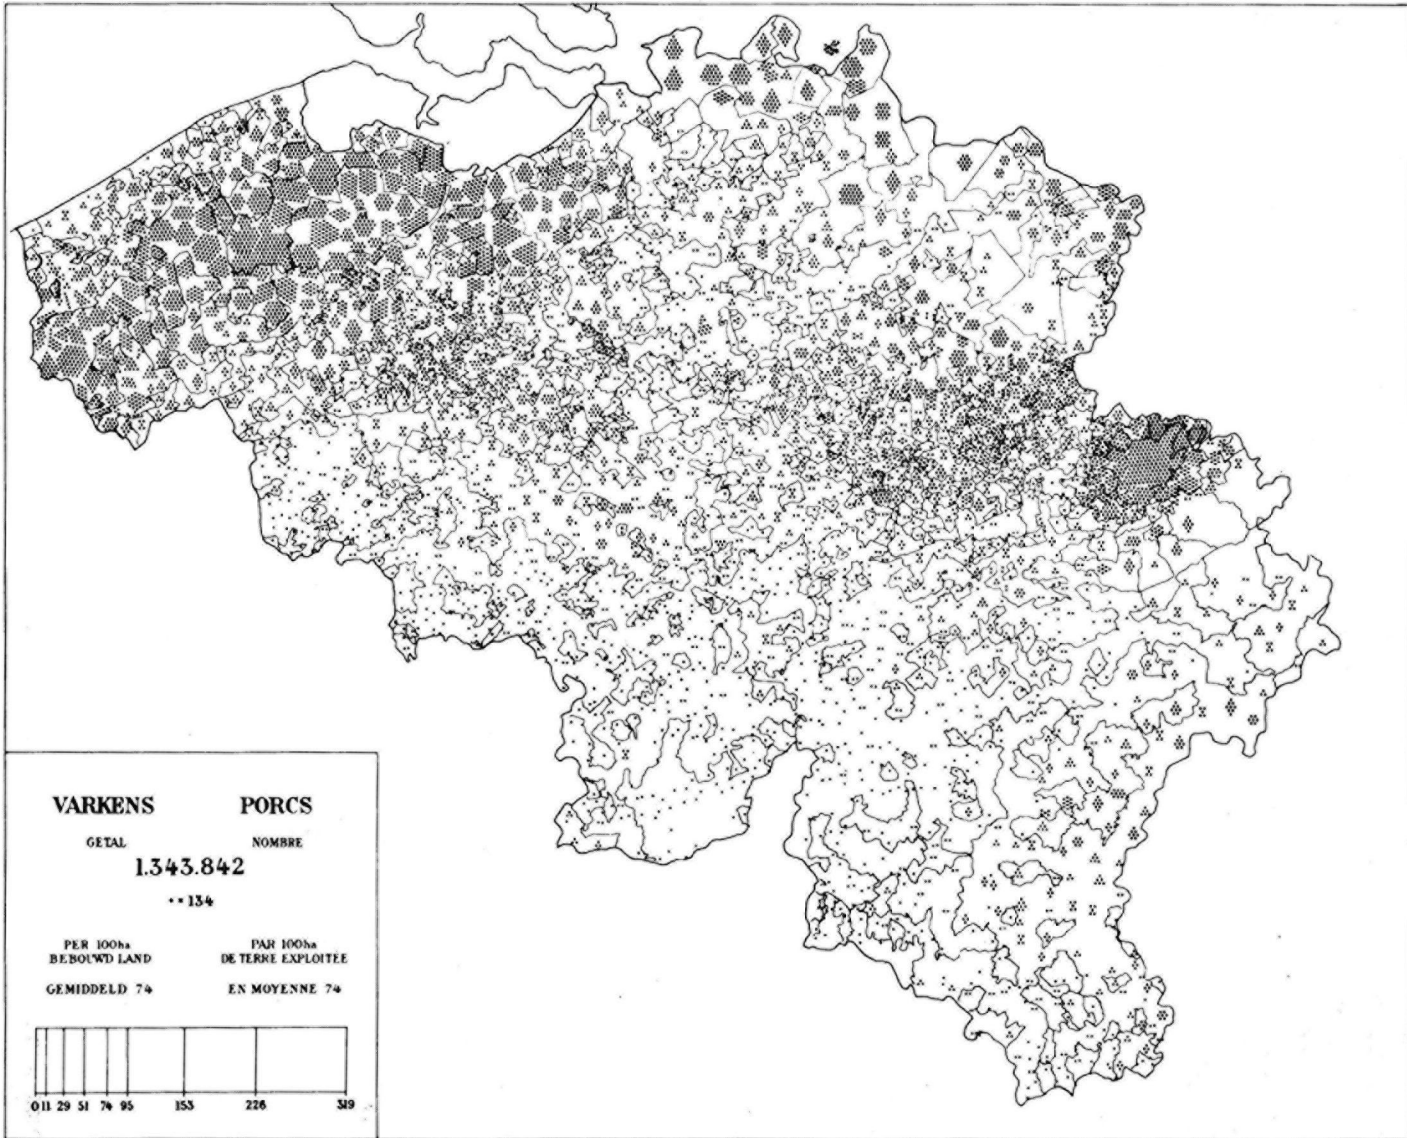 VARKENS PORCS
GETAL NOMBRE
1.343.842
134
PER 100ha PAR 100ha
BEBOUWD LAND DE TERRE EXPLOITÉE
GEMIDDELD 74 EN MOYENNE 74
0 11 29 51 74 95 153 226 319